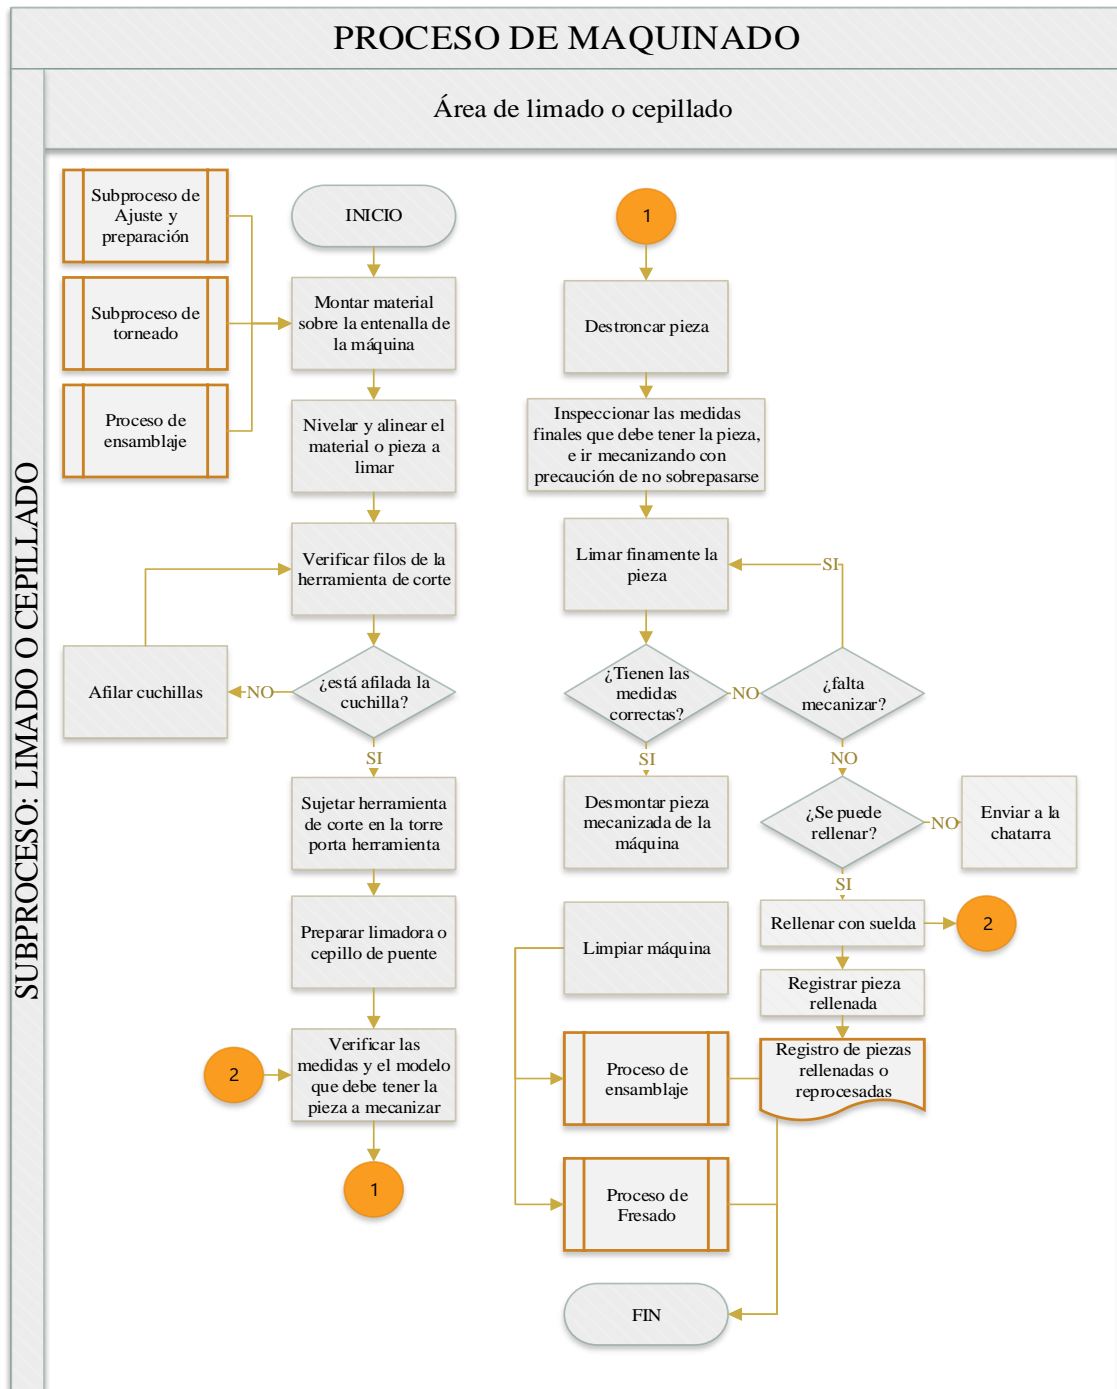 PROCESO DE MAQUINADO
Área de limado o cepillado
SUBPROCESO: LIMADO O CEPILLADO
Subproceso de
Ajuste y
preparación
Subproceso de
torneado
Proceso de
ensamblaje
INICIO
Montar material
sobre la entenalla de
la máquina
Nivelar y alinear el
material o pieza a
limar
Verificar filos de la
herramienta de corte
Afilar cuchillas
NO
¿está afilada la
cuchilla?
SI
Sujetar herramienta
de corte en la torre
porta herramienta
Preparar limadora o
cepillo de puente
2
Verificar las
medidas y el modelo
que debe tener la
pieza a mecanizar
1
1
Destroncar pieza
Inspeccionar las medidas
finales que debe tener la pieza,
e ir mecanizando con
precaución de no sobrepasarse
Limar finamente la
pieza
SI
¿Tienen las
medidas
correctas?
NO
¿falta
mecanizar?
SI
NO
Desmontar pieza
mecanizada de la
máquina
¿Se puede
rellenar?
NO
Enviar a la
chatarra
SI
Rellenar con suelda
2
Limpiar máquina
Registrar pieza
rellenada
Proceso de
ensamblaje
Registro de piezas
rellenadas o
reprocesadas
Proceso de
Fresado
FIN